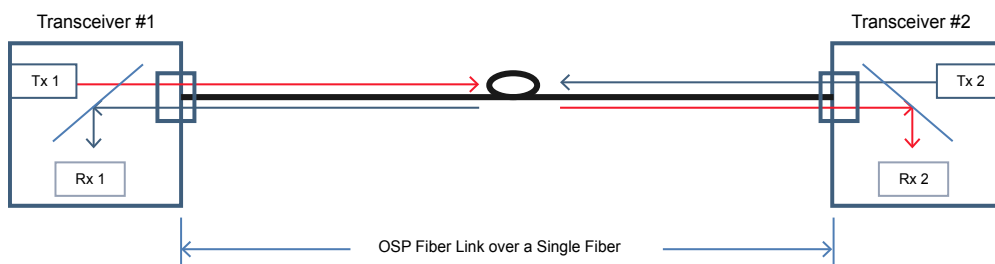 Transceiver #1
Transceiver #2
Tx 1
Tx 2
Rx 1
Rx 2
OSP Fiber Link over a Single Fiber